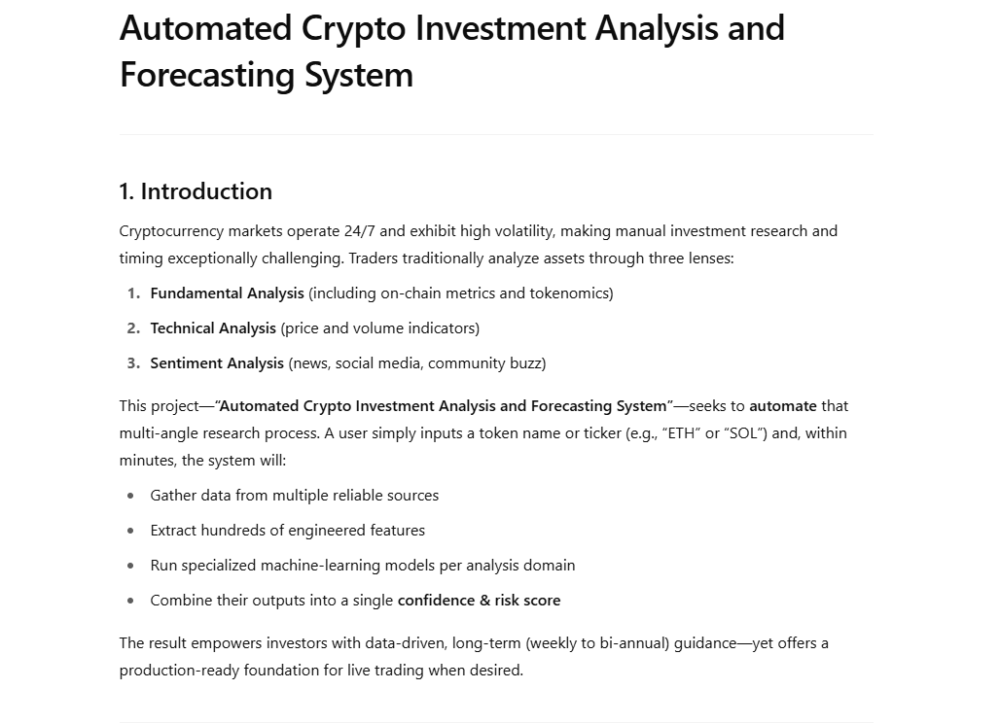 Automated Crypto Investment Analysis and
Forecasting System
1. Introduction
Cryptocurrency markets operate 24/7 and exhibit high volatility, making manual investment research and
timing exceptionally challenging. Traders traditionally analyze assets through three lenses:
1. Fundamental Analysis (including on-chain metrics and tokenomics)
2. Technical Analysis (price and volume indicators)
3. Sentiment Analysis (news, social media, community buzz)
This project—“Automated Crypto Investment Analysis and Forecasting System”—seeks to automate that
multi-angle research process. A user simply inputs a token name or ticker (e.g., “ETH” or “SOL”) and, within
minutes, the system will:
• Gather data from multiple reliable sources
• Extract hundreds of engineered features
• Run specialized machine-learning models per analysis domain
• Combine their outputs into a single confidence & risk score
The result empowers investors with data-driven, long-term (weekly to bi-annual) guidance—yet offers a
production-ready foundation for live trading when desired.